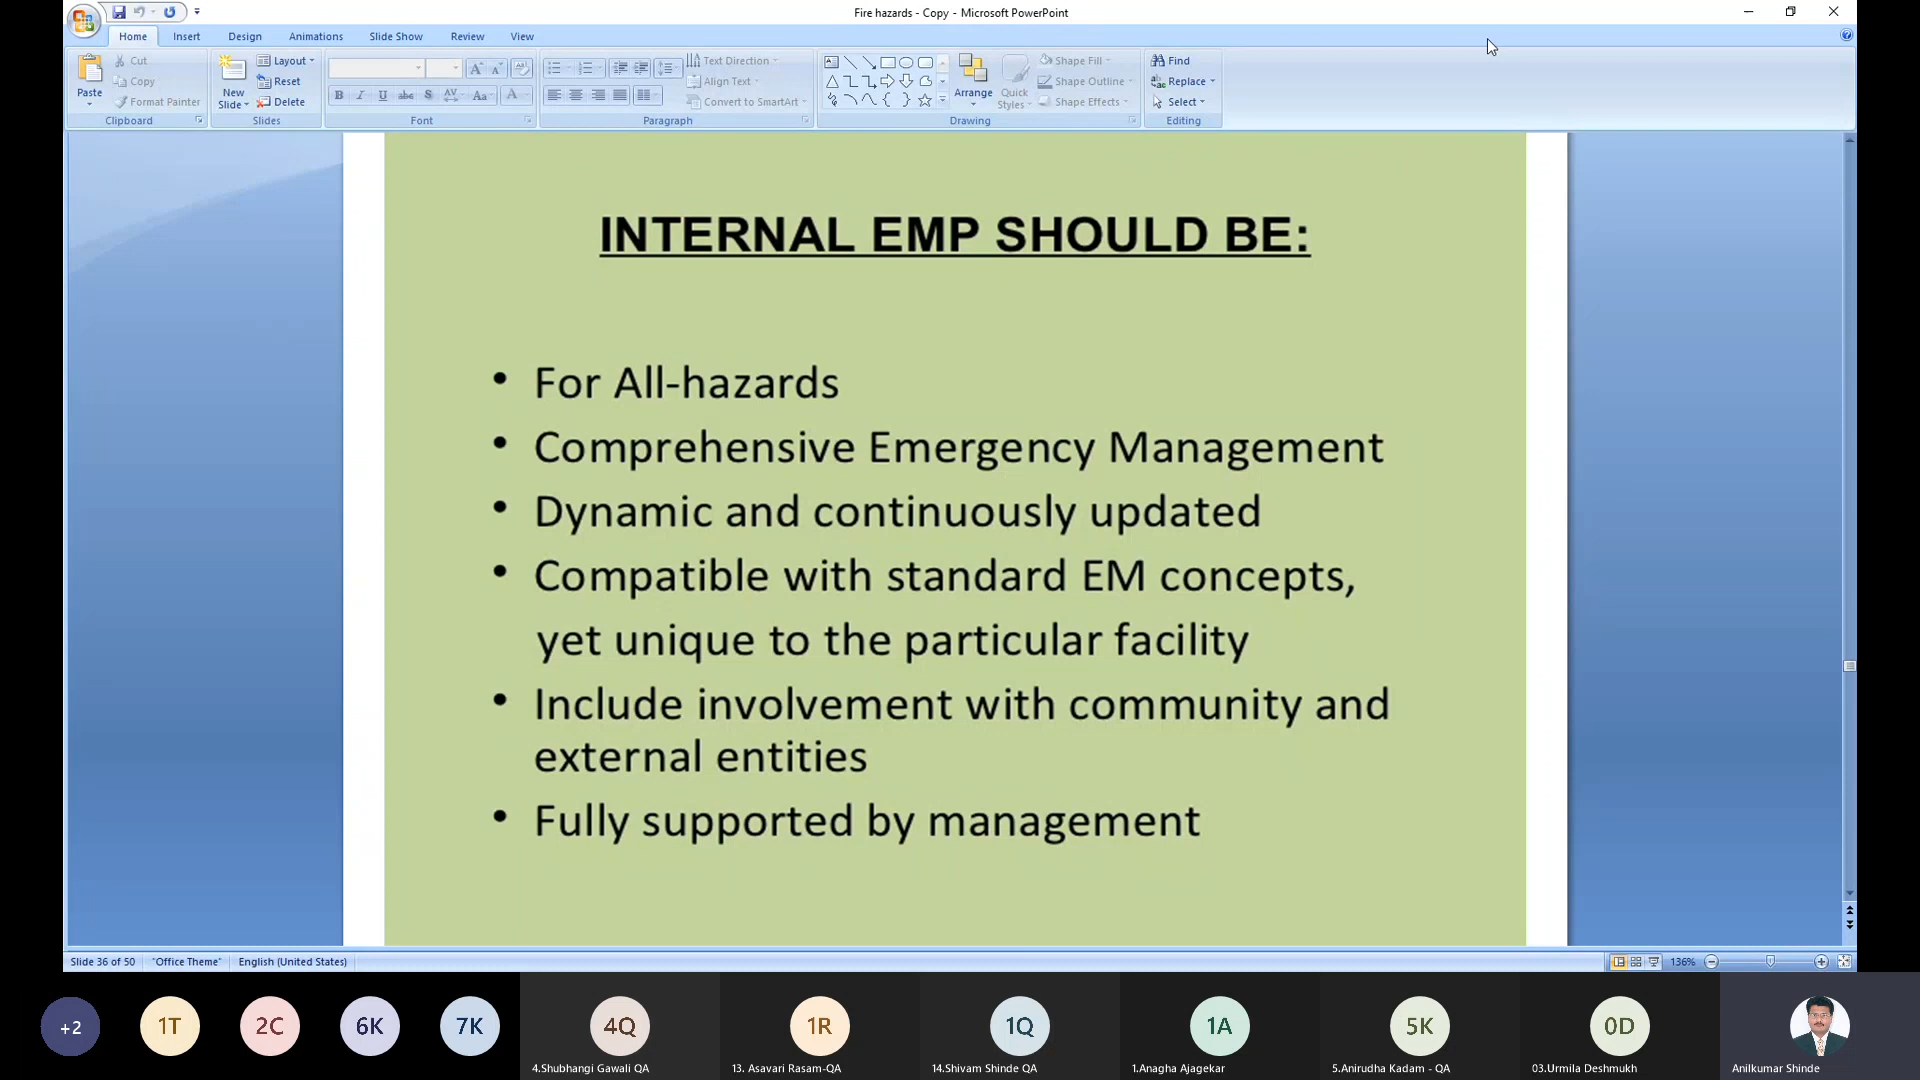 Fire hazards - Copy - Microsoft PowerPoint
Home Insert Design Animations Slide Show Review View
Paste
Cut
Copy
Format Painter
Clipboard
New
Slide
Layout
Reset
Delete
Slides
B I U abc S AV Aa A
Font
Text Direction
Align Text
Convert to SmartArt
Paragraph
Arrange
Quick
Styles
Shape Fill
Shape Outline
Shape Effects
Drawing
Find
Replace
Select
Editing
INTERNAL EMP SHOULD BE:
• For All-hazards
• Comprehensive Emergency Management
• Dynamic and continuously updated
• Compatible with standard EM concepts,
yet unique to the particular facility
• Include involvement with community and
external entities
• Fully supported by management
Slide 36 of 50 "Office Theme" English (United States) 136%
+2 1T 2C 6K 7K 4Q 1R 1Q 1A 5K 0D
4.Shubhangi Gawali QA 13. Asavari Rasam-QA 14.Shivam Shinde QA 1.Anagha Ajagekar 5.Anirudha Kadam - QA 03.Urmila Deshmukh Anilkumar Shinde